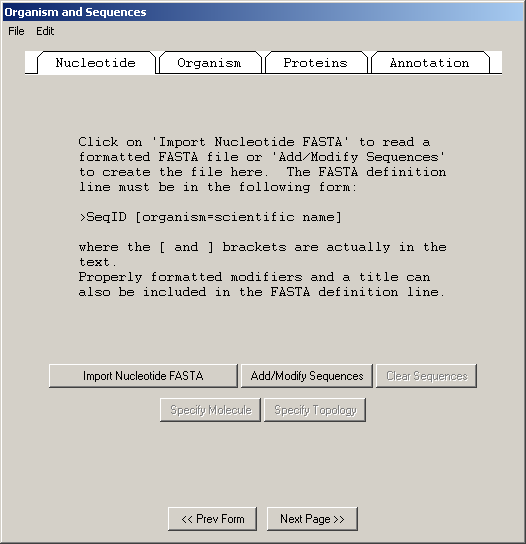 Organism and Sequences
File Edit
Nucleotide Organism Proteins Annotation
Click on 'Import Nucleotide FASTA' to read a
formatted FASTA file or 'Add/Modify Sequences'
to create the file here.  The FASTA definition
line must be in the following form:
>SeqID [organism=scientific name]
where the [ and ] brackets are actually in the
text.
Properly formatted modifiers and a title can
also be included in the FASTA definition line.
Import Nucleotide FASTA Add/Modify Sequences Clear Sequences
Specify Molecule Specify Topology
<< Prev Form Next Page >>